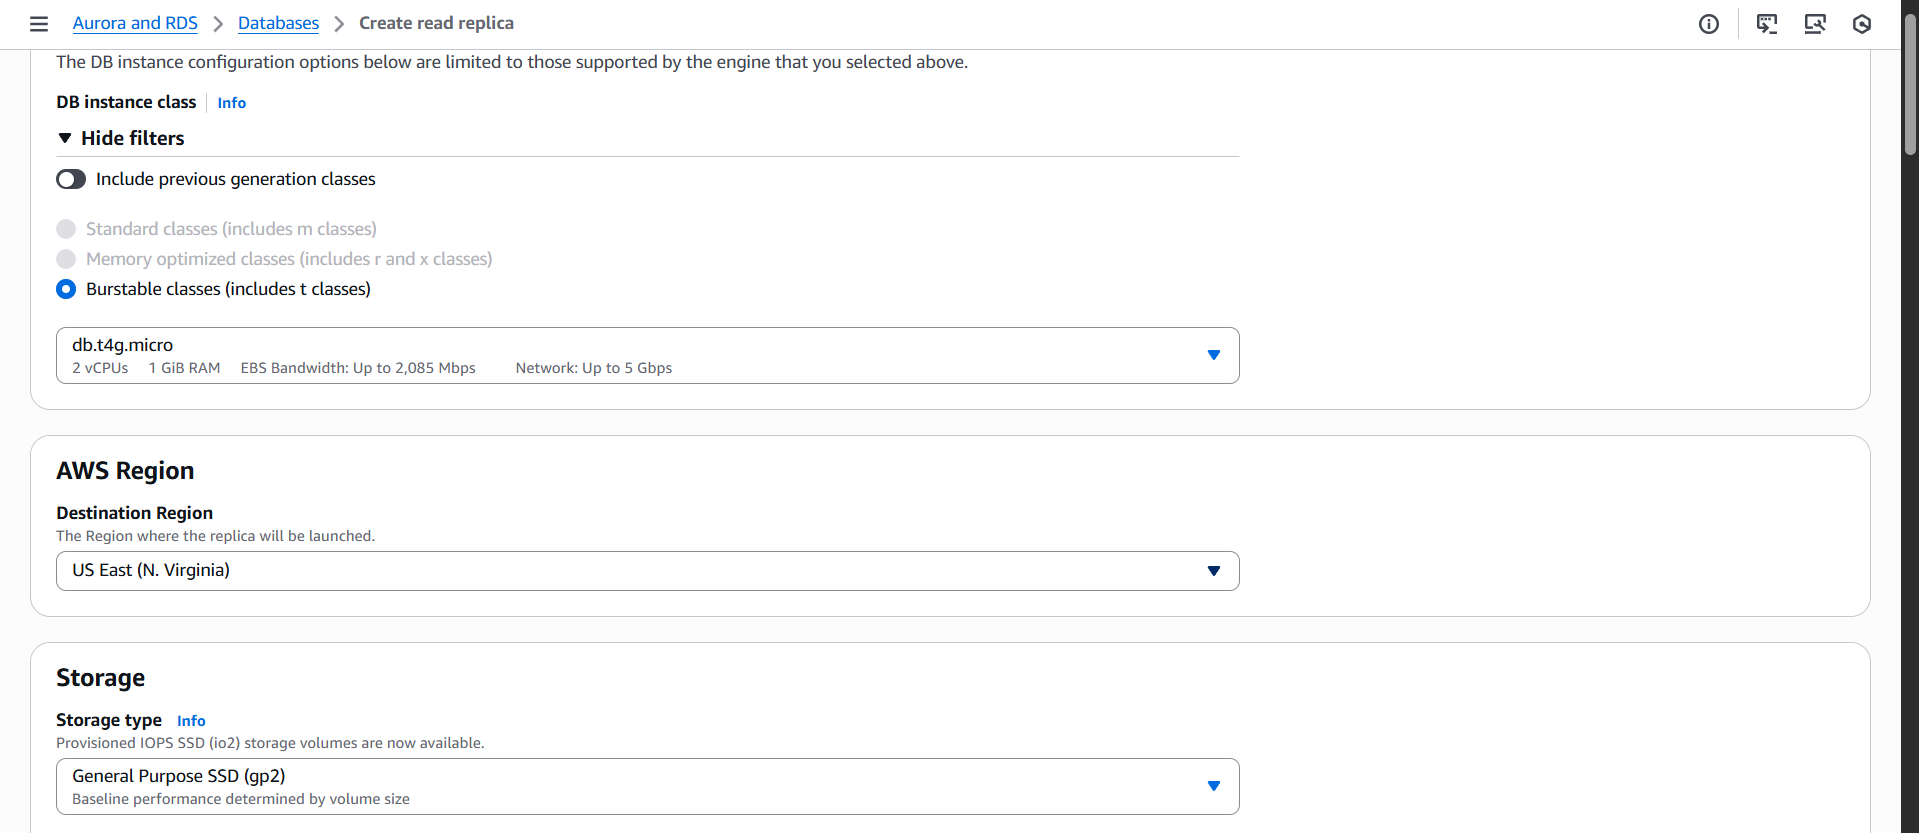 Aurora and RDS > Databases > Create read replica
The DB instance configuration options below are limited to those supported by the engine that you selected above.
DB instance class Info
Hide filters
Include previous generation classes
Standard classes (includes m classes)
Memory optimized classes (includes r and x classes)
Burstable classes (includes t classes)
db.t4g.micro
2 vCPUs 1 GiB RAM EBS Bandwidth: Up to 2,085 Mbps Network: Up to 5 Gbps
AWS Region
Destination Region
The Region where the replica will be launched.
US East (N. Virginia)
Storage
Storage type Info
Provisioned IOPS SSD (io2) storage volumes are now available.
General Purpose SSD (gp2)
Baseline performance determined by volume size